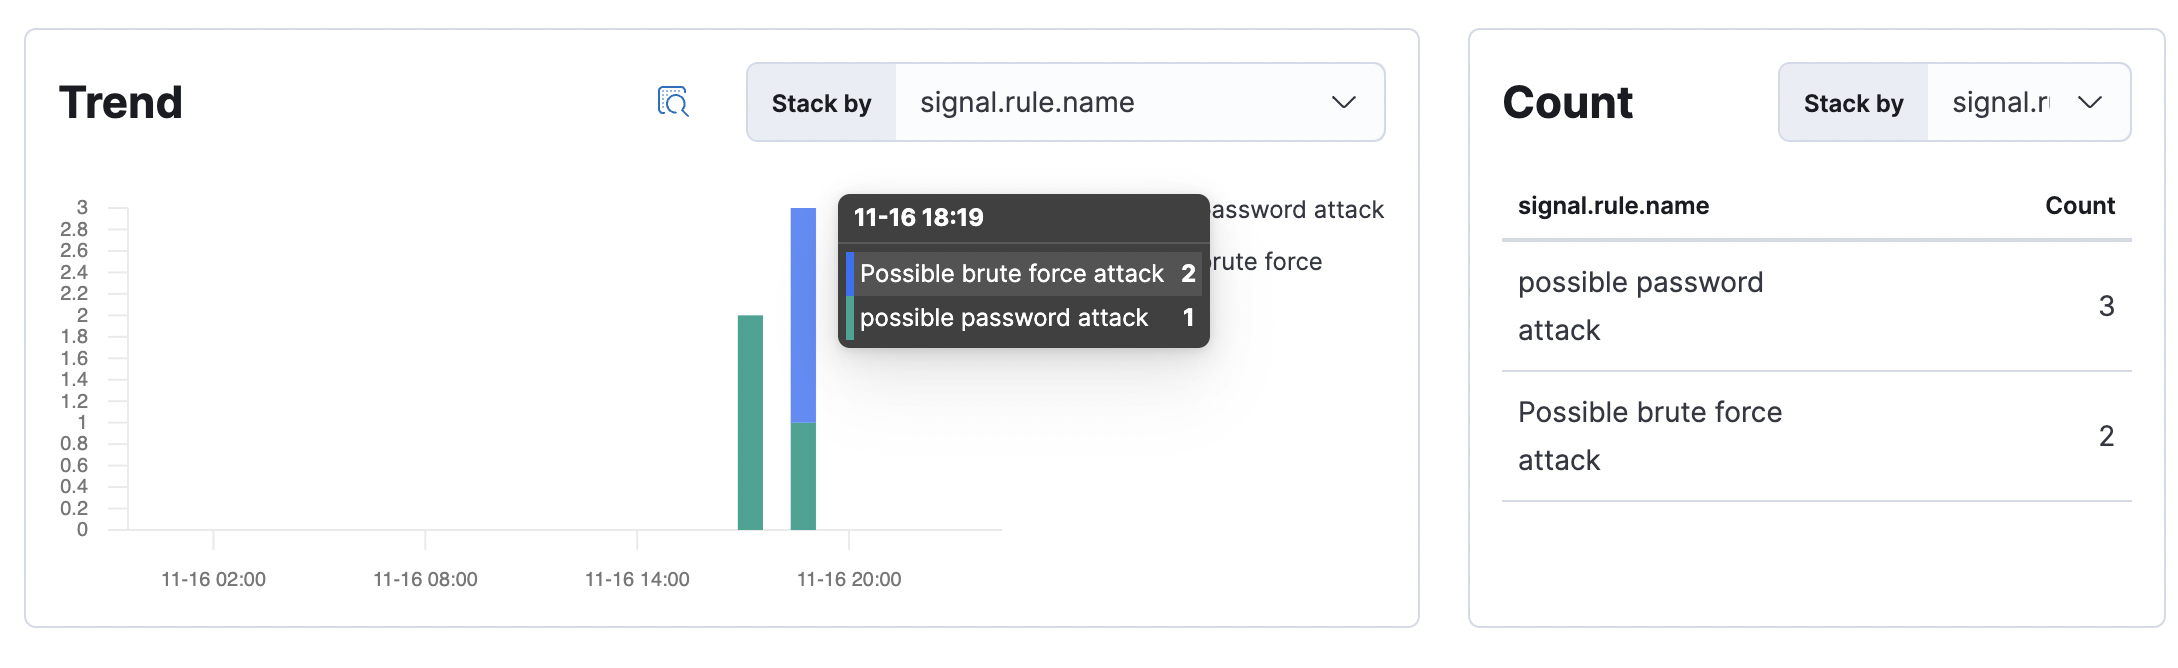 Trend
Stack by signal.rule.name
3
2.8
2.6
2.4
2.2
2
1.8
1.6
1.4
1.2
1
0.8
0.6
0.4
0.2
0
11-16 02:00 11-16 08:00 11-16 14:00 11-16 20:00
11-16 18:19
Possible brute force attack 2
possible password attack 1
assword attack
rute force
Count
Stack by signal.r
signal.rule.name Count
possible password
attack
3
Possible brute force
attack
2